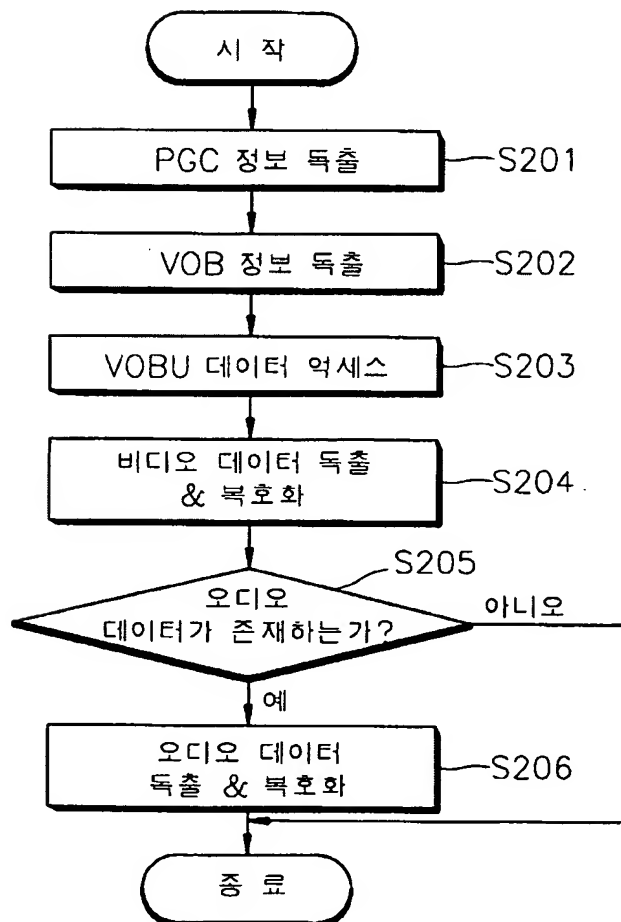 시 작
PGC 정보 독출
S201
VOB 정보 독출
S202
VOBU 데이터 억세스
S203
비디오 데이터 독출
& 복호화
S204
S205
오디오
데이터가 존재하는가?
아니오
예
오디오 데이터
독출 & 복호화
S206
종 료